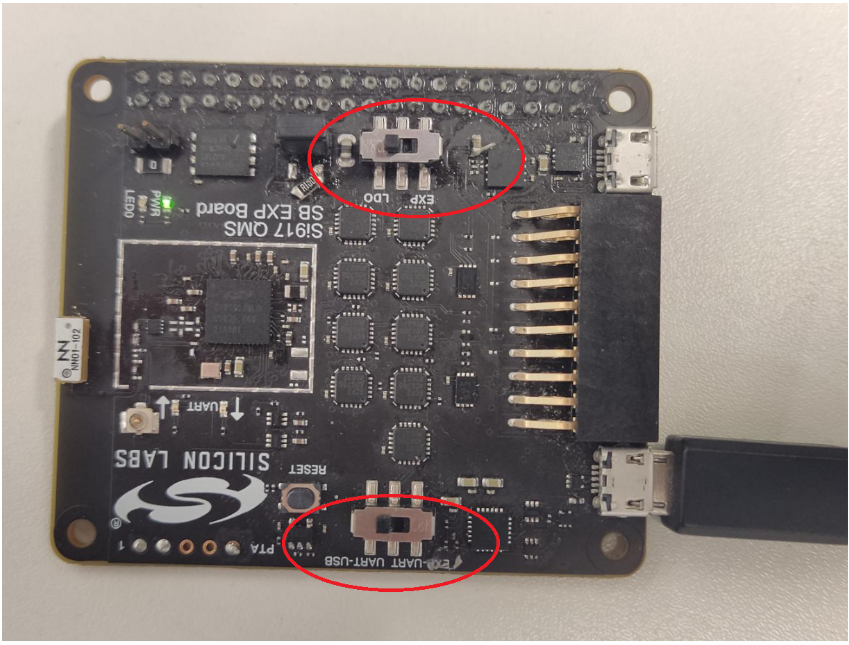 EXP
LDO
PWR
LED0
Si917 QMS
SB EXP Board
NN
®NN01-102
UART
SILICON LABS
®
RESET
PTA
1
EXP-UART UART-USB